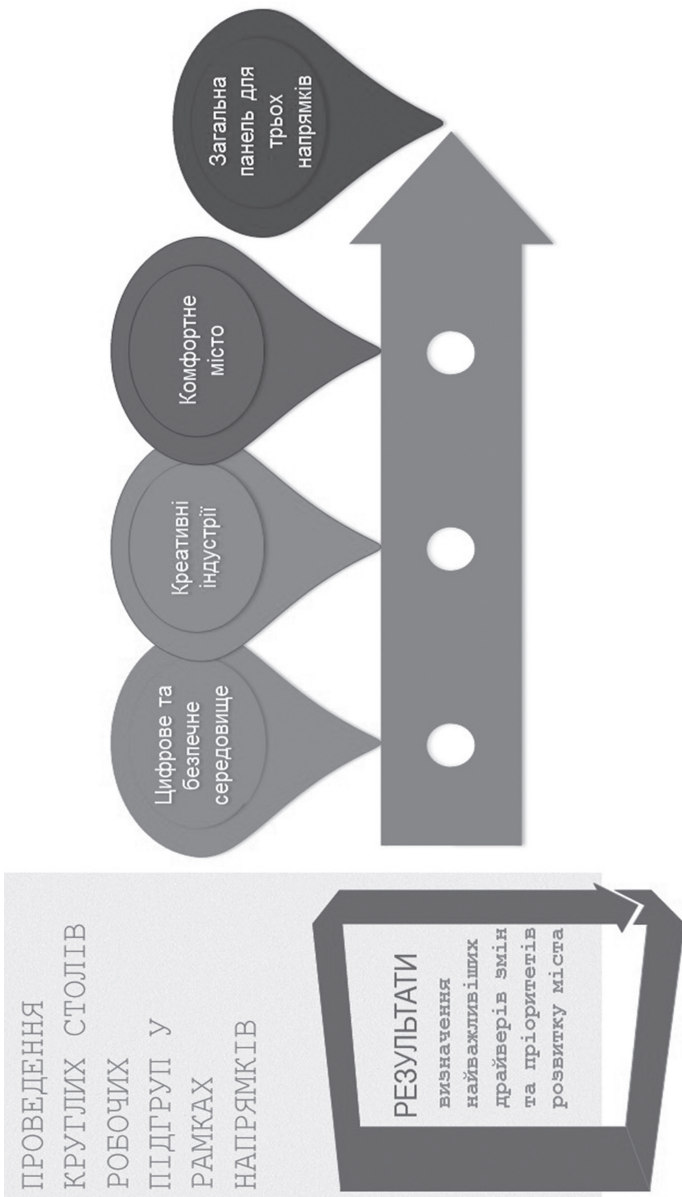 ПРОВЕДЕННЯ
КРУГЛИХ СТОЛІВ
РОБОЧИХ
ПІДГРУП У
РАМКАХ
НАПРЯМКІВ
РЕЗУЛЬТАТИ
визначення
найважливіших
драйверів змін
та пріоритетів
розвитку міста
Цифрове та
безпечне
середовище
Креативні
індустрії
Комфортне
місто
Загальна
панель для
трьох
напрямків